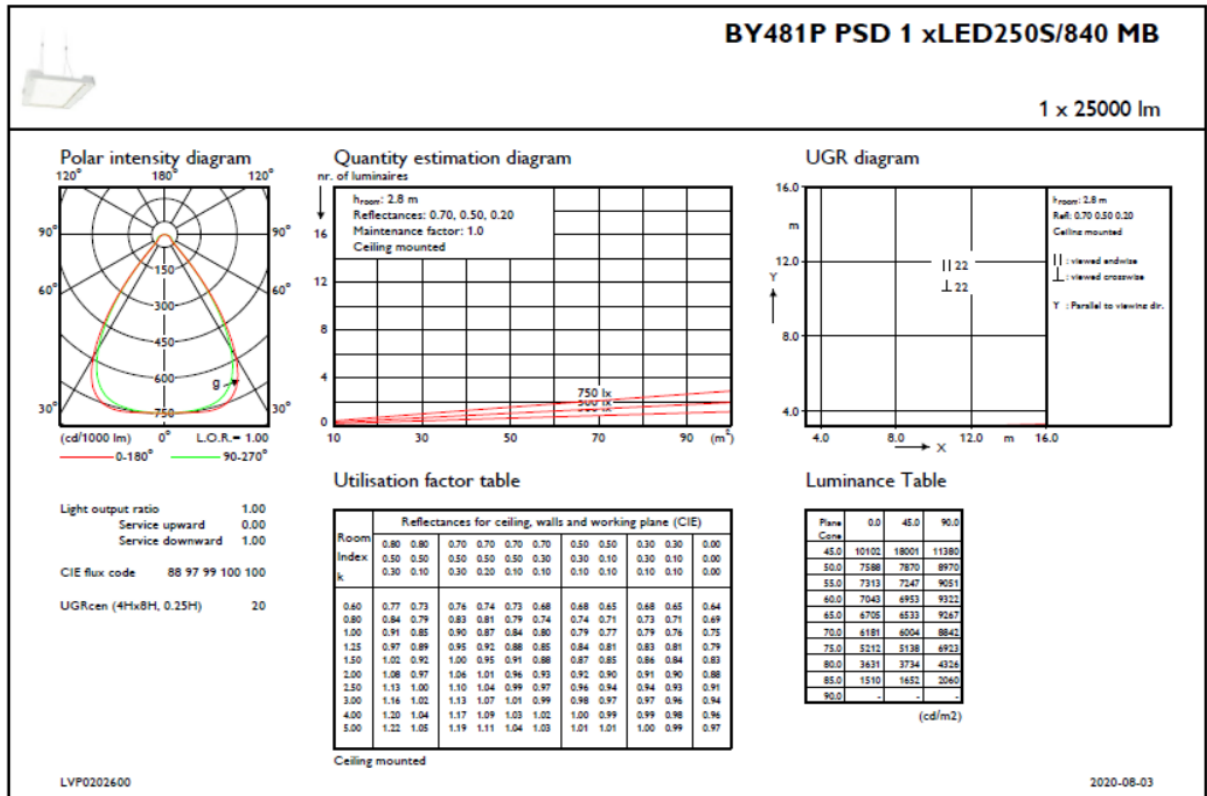 BY481P PSD 1 xLED250S/840 MB
1 x 25000 lm
Polar intensity diagram
120° 180° 120°
90° 90°
150
60° 60°
300
450
600
g
30° 750 30°
(cd/1000 lm) 0° L.O.R.= 1.00
0-180° 90-270°
Quantity estimation diagram
nr. of luminaires
hroom: 2.8 m
Reflectances: 0.70, 0.50, 0.20
Maintenance factor: 1.0
Ceiling mounted
16
12
8
4
0
750 lx
10 30 50 70 90 (m²)
UGR diagram
16.0
m
12.0
Y
8.0
4.0
|| 22
⊥ 22
4.0 8.0 12.0 m 16.0
X
hroom: 2.8 m
Refl: 0.70 0.50 0.20
Ceiling mounted
|| : viewed endwise
⊥ : viewed crosswise
Y : Parallel to viewing dir.
Light output ratio 1.00
Service upward 0.00
Service downward 1.00
CIE flux code 88 97 99 100 100
UGRcen (4Hx8H, 0.25H) 20
Utilisation factor table
Reflectances for ceiling, walls and working plane (CIE)
Room 0.80 0.80 0.70 0.70 0.70 0.70 0.50 0.50 0.30 0.30 0.00
Index 0.50 0.50 0.50 0.50 0.50 0.30 0.30 0.10 0.30 0.10 0.00
k 0.30 0.10 0.30 0.20 0.10 0.10 0.10 0.10 0.10 0.10 0.00
0.60 0.77 0.73 0.76 0.74 0.73 0.68 0.68 0.65 0.68 0.65 0.64
0.80 0.84 0.79 0.83 0.81 0.79 0.74 0.74 0.71 0.73 0.71 0.69
1.00 0.91 0.85 0.90 0.87 0.84 0.80 0.79 0.77 0.79 0.76 0.75
1.25 0.97 0.89 0.95 0.92 0.88 0.85 0.84 0.81 0.83 0.81 0.79
1.50 1.02 0.92 1.00 0.95 0.91 0.88 0.87 0.85 0.86 0.84 0.83
2.00 1.08 0.97 1.06 1.01 0.96 0.93 0.92 0.90 0.91 0.90 0.88
2.50 1.13 1.00 1.10 1.04 0.99 0.97 0.96 0.94 0.94 0.93 0.91
3.00 1.16 1.02 1.13 1.07 1.01 0.99 0.98 0.97 0.97 0.96 0.94
4.00 1.20 1.04 1.17 1.09 1.03 1.02 1.00 0.99 0.99 0.98 0.96
5.00 1.22 1.05 1.19 1.11 1.04 1.03 1.01 1.01 1.00 0.99 0.97
Ceiling mounted
Luminance Table
Plane 0.0 45.0 90.0
Cone
45.0 10102 18001 11380
50.0 7588 7870 8970
55.0 7313 7247 9051
60.0 7043 6953 9322
65.0 6705 6533 9267
70.0 6181 6004 8842
75.0 5212 5138 6923
80.0 3631 3734 4326
85.0 1510 1652 2060
90.0 - - -
(cd/m2)
LVP0202600
2020-08-03